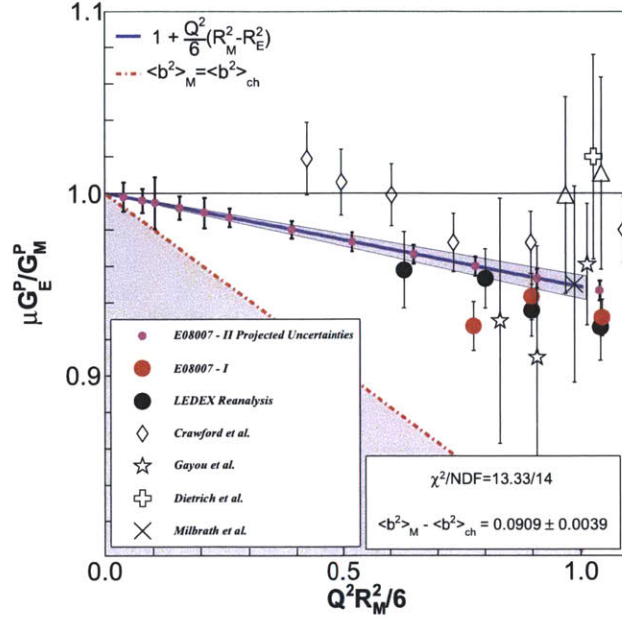 1.1
1 + Q²/6 (R²_M-R²_E)
<b²>_M=<b²>_ch
1.0
μG^P_E/G^P_M
0.9
E08007 - II Projected Uncertainties
E08007 - I
LEDEX Reanalysis
Crawford et al.
Gayou et al.
Dietrich et al.
Milbrath et al.
χ²/NDF=13.33/14
<b²>_M - <b²>_ch = 0.0909 ± 0.0039
0.0 0.5 1.0
Q²R²_M/6